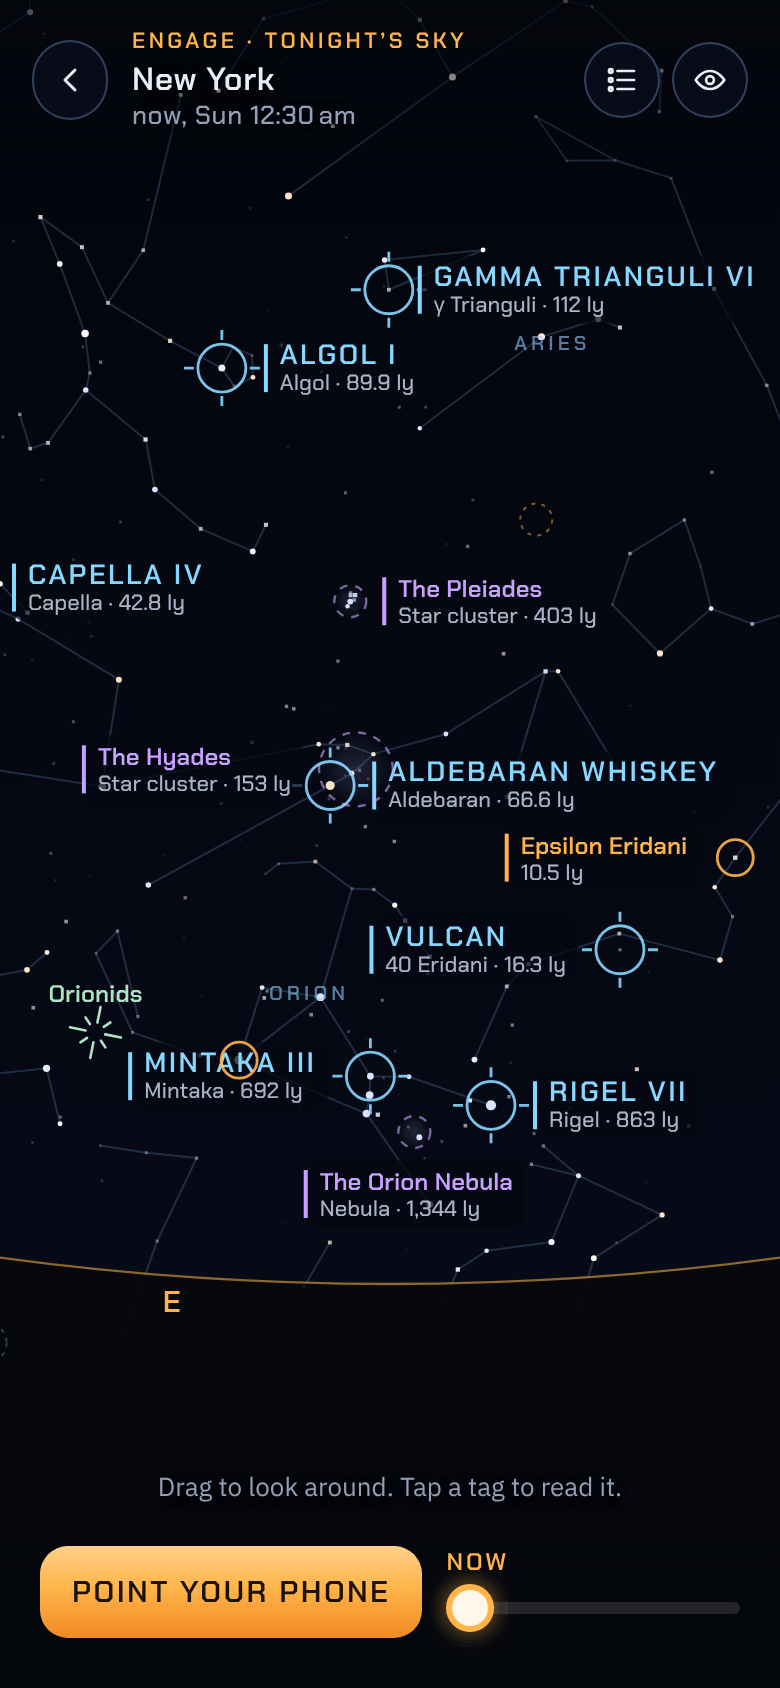 ENGAGE · TONIGHT'S SKY
New York
now, Sun 12:30 am
GAMMA TRIANGULI VI
γ Trianguli · 112 ly
ARIES
ALGOL I
Algol · 89.9 ly
CAPELLA IV
Capella · 42.8 ly
The Pleiades
Star cluster · 403 ly
The Hyades
Star cluster · 153 ly
ALDEBARAN WHISKEY
Aldebaran · 66.6 ly
Epsilon Eridani
10.5 ly
VULCAN
40 Eridani · 16.3 ly
Orionids
ORION
MINTAKA III
Mintaka · 692 ly
RIGEL VII
Rigel · 863 ly
The Orion Nebula
Nebula · 1,344 ly
E
Drag to look around. Tap a tag to read it.
POINT YOUR PHONE
NOW